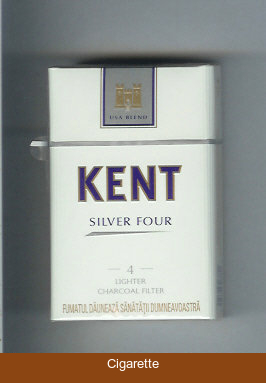 USA BLEND
KENT
SILVER FOUR
4
LIGHTER
CHARCOAL FILTER
FUMATUL DĂUNEAZĂ SĂNĂTĂŢII DUMNEAVOASTRĂ
Cigarette